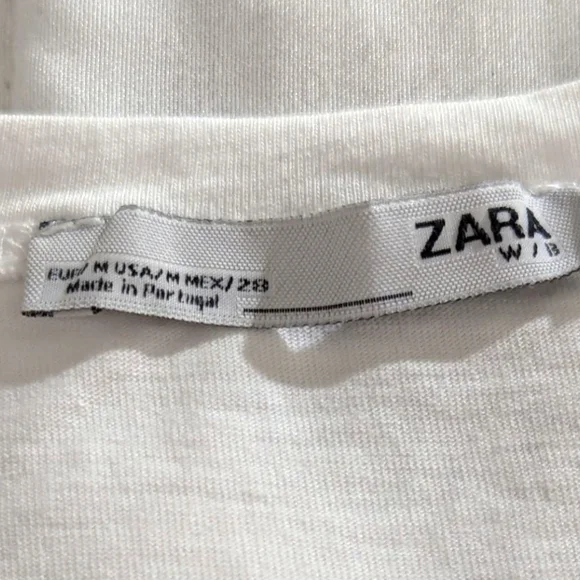 ZARA
W/B
EUR/M USA/M MEX/28
Made in Portugal